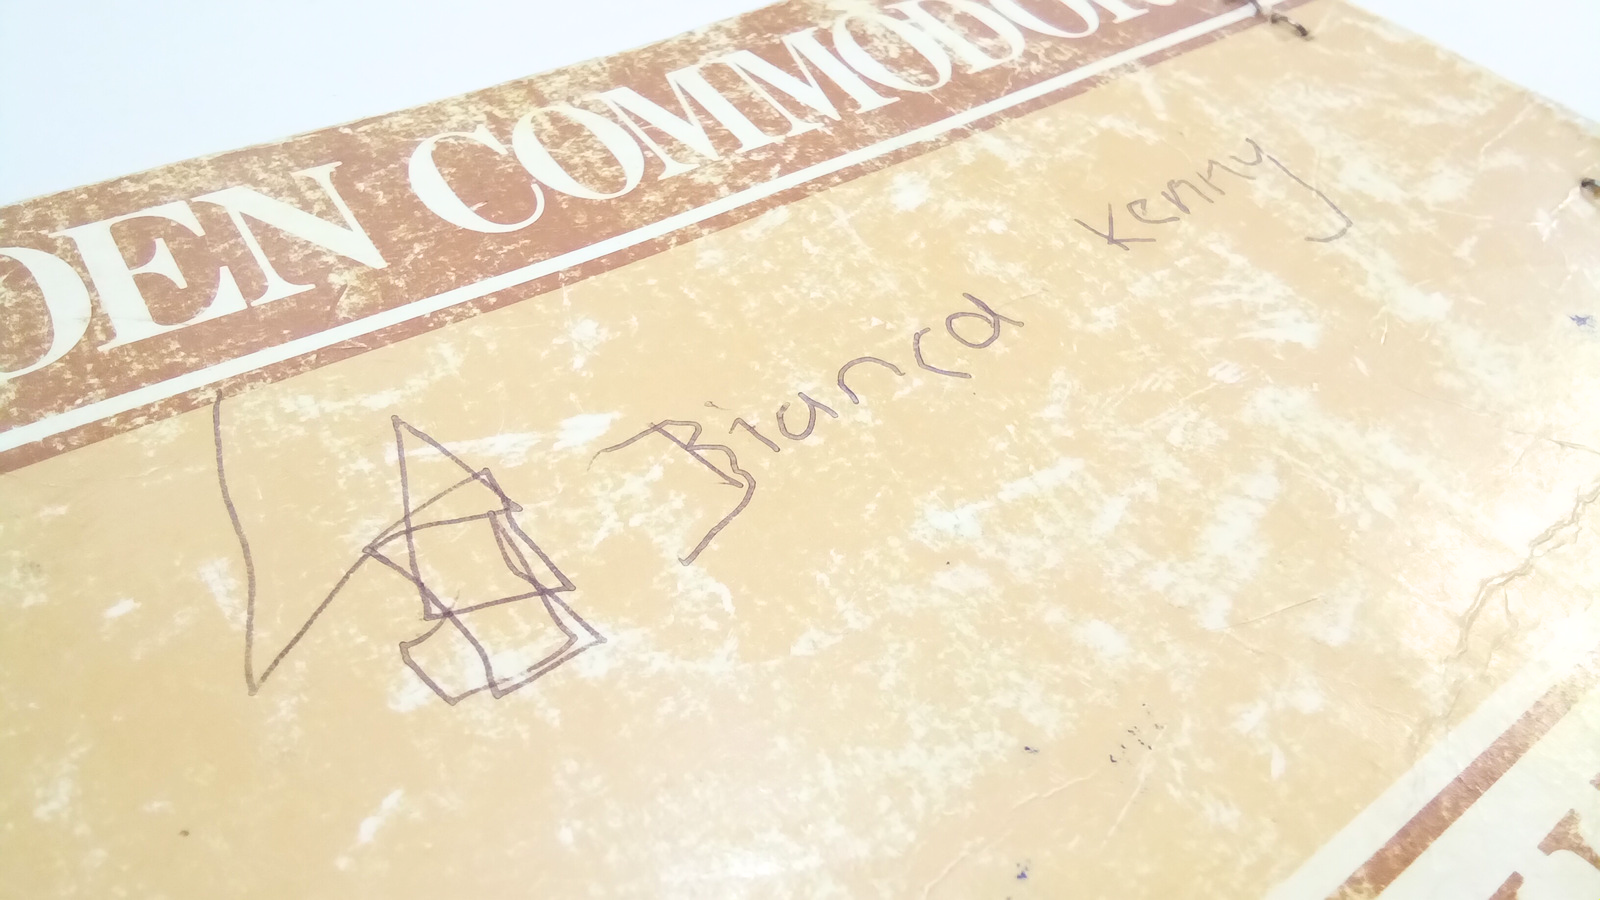 DEN COMMODOR
Kenny
Bianca